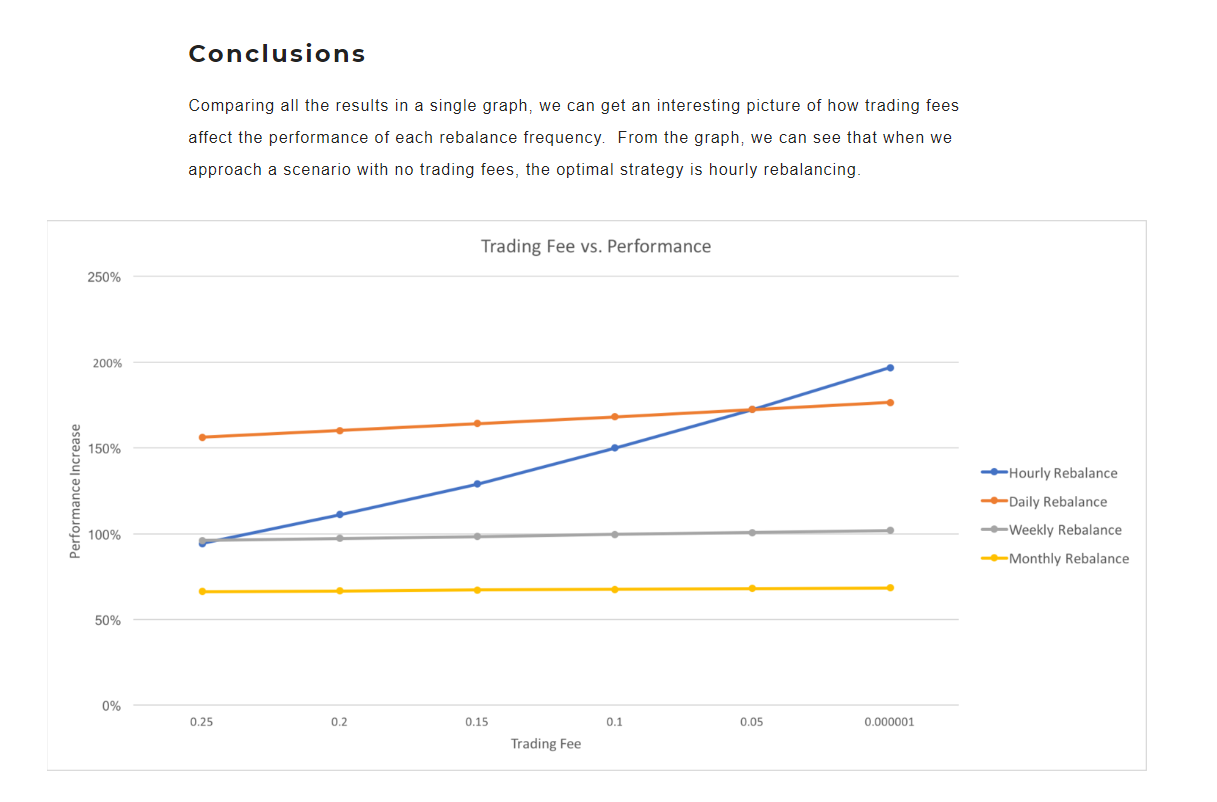 Conclusions
Comparing all the results in a single graph, we can get an interesting picture of how trading fees
affect the performance of each rebalance frequency.  From the graph, we can see that when we
approach a scenario with no trading fees, the optimal strategy is hourly rebalancing.
Trading Fee vs. Performance
250%
200%
150%
100%
50%
0%
Performance Increase
0.25 0.2 0.15 0.1 0.05 0.000001
Trading Fee
Hourly Rebalance
Daily Rebalance
Weekly Rebalance
Monthly Rebalance